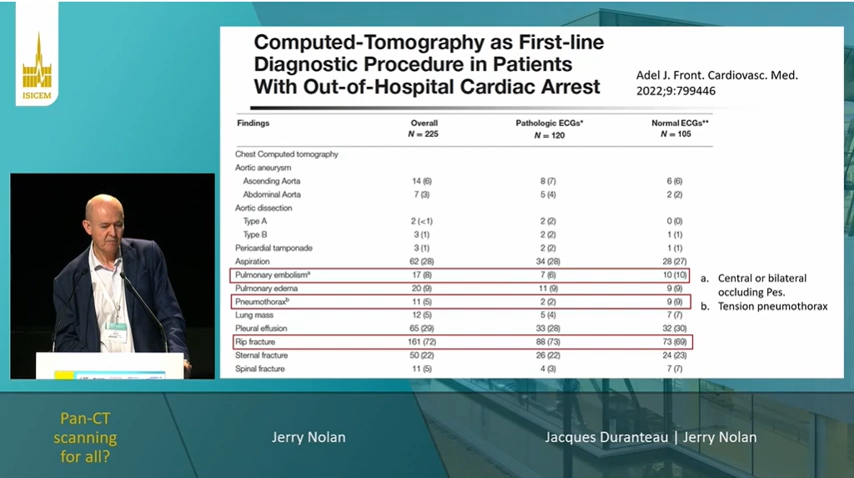 ISICEM
Computed-Tomography as First-line
Diagnostic Procedure in Patients
With Out-of-Hospital Cardiac Arrest
Adel J. Front. Cardiovasc. Med.
2022;9:799446
Findings Overall Pathologic ECGs* Normal ECGs**
N = 225 N = 120 N = 105
Chest Computed tomography
Aortic aneurysm
Ascending Aorta 14 (6) 8 (7) 6 (6)
Abdominal Aorta 7 (3) 5 (4) 2 (2)
Aortic dissection
Type A 2 (<1) 2 (2) 0 (0)
Type B 3 (1) 2 (2) 1 (1)
Pericardial tamponade 3 (1) 2 (2) 1 (1)
Aspiration 62 (28) 34 (28) 28 (27)
Pulmonary embolismᵃ 17 (8) 7 (6) 10 (10)
Pulmonary edema 20 (9) 11 (9) 9 (9)
Pneumothoraxᵇ 11 (5) 2 (2) 9 (9)
Lung mass 12 (5) 5 (4) 7 (7)
Pleural effusion 65 (29) 33 (28) 32 (30)
Rip fracture 161 (72) 88 (73) 73 (69)
Sternal fracture 50 (22) 26 (22) 24 (23)
Spinal fracture 11 (5) 4 (3) 7 (7)
a. Central or bilateral
occluding Pes.
b. Tension pneumothorax
Pan-CT
scanning
for all?
Jerry Nolan
Jacques Duranteau | Jerry Nolan